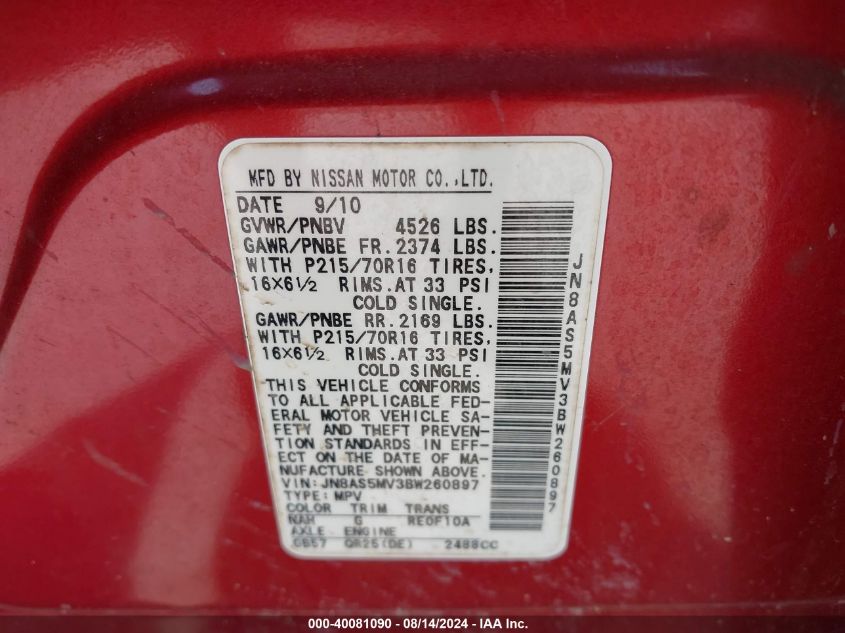 MFD BY NISSAN MOTOR CO.,LTD.
DATE 9/10
GVWR/PNBV 4526 LBS.
GAWR/PNBE FR. 2374 LBS.
WITH P215/70R16 TIRES,
16×6½ RIMS.AT 33 PSI
COLD SINGLE.
GAWR/PNBE RR. 2169 LBS.
WITH P215/70R16 TIRES,
16×6½ RIMS.AT 33 PSI
COLD SINGLE.
THIS VEHICLE CONFORMS
TO ALL APPLICABLE FED-
ERAL MOTOR VEHICLE SA-
FETY AND THEFT PREVEN-
TION STANDARDS IN EFF-
ECT ON THE DATE OF MA-
NUFACTURE SHOWN ABOVE.
VIN: JN8AS5MV3BW260897
TYPE: MPV
COLOR TRIM TRANS
NAH G RE0F10A
AXLE ENGINE
GB57 QR25(DE) 2488CC
JN8AS5MV3BW260897
000-40081090 - 08/14/2024 - IAA Inc.